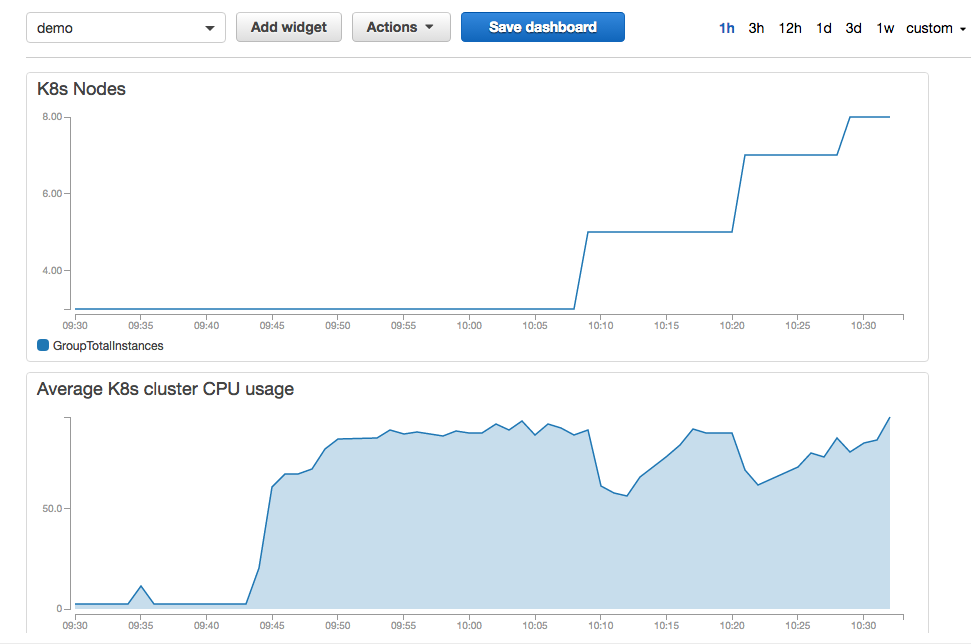 demo Add widget Actions Save dashboard 1h 3h 12h 1d 3d 1w custom
K8s Nodes
8.00
6.00
4.00
09:30 09:35 09:40 09:45 09:50 09:55 10:00 10:05 10:10 10:15 10:20 10:25 10:30
GroupTotalInstances
Average K8s cluster CPU usage
50.0
0
09:30 09:35 09:40 09:45 09:50 09:55 10:00 10:05 10:10 10:15 10:20 10:25 10:30